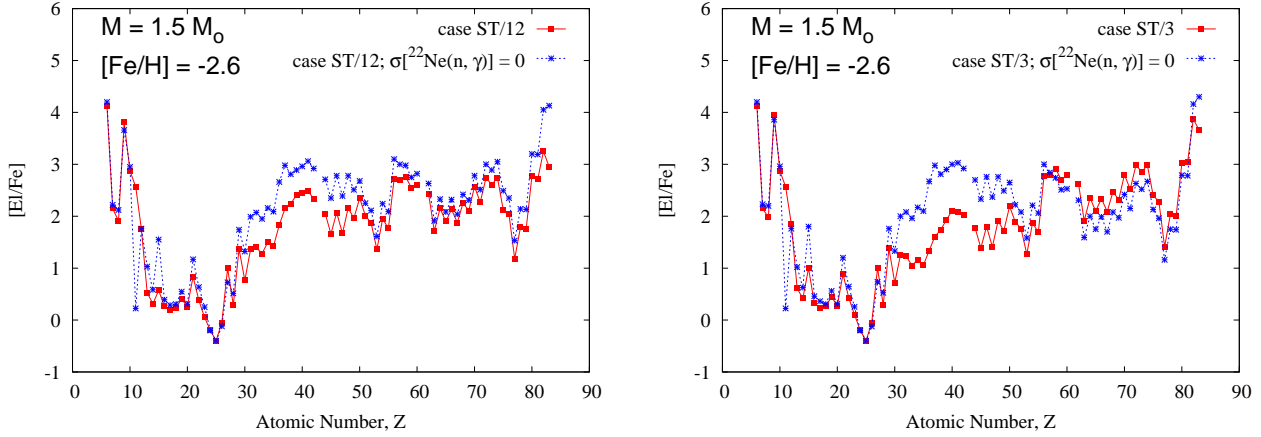 M = 1.5 Mo
[Fe/H] = -2.6
case ST/12
case ST/12; σ[22Ne(n, γ)] = 0
6
5
4
3
2
1
0
-1
[El/Fe]
0 10 20 30 40 50 60 70 80 90
Atomic Number, Z
M = 1.5 Mo
[Fe/H] = -2.6
case ST/3
case ST/3; σ[22Ne(n, γ)] = 0
6
5
4
3
2
1
0
-1
[El/Fe]
0 10 20 30 40 50 60 70 80 90
Atomic Number, Z